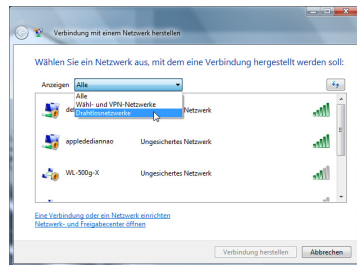 Verbindung mit einem Netzwerk herstellen
Wählen Sie ein Netzwerk aus, mit dem eine Verbindung hergestellt werden soll:
Anzeigen Alle
Alle
Wähl- und VPN-Netzwerke
Drahtlosnetzwerke
Netzwerk
appledediannao Ungesichertes Netzwerk
WL-500g-X Ungesichertes Netzwerk
Eine Verbindung oder ein Netzwerk einrichten
Netzwerk- und Freigabecenter öffnen
Verbindung herstellen Abbrechen